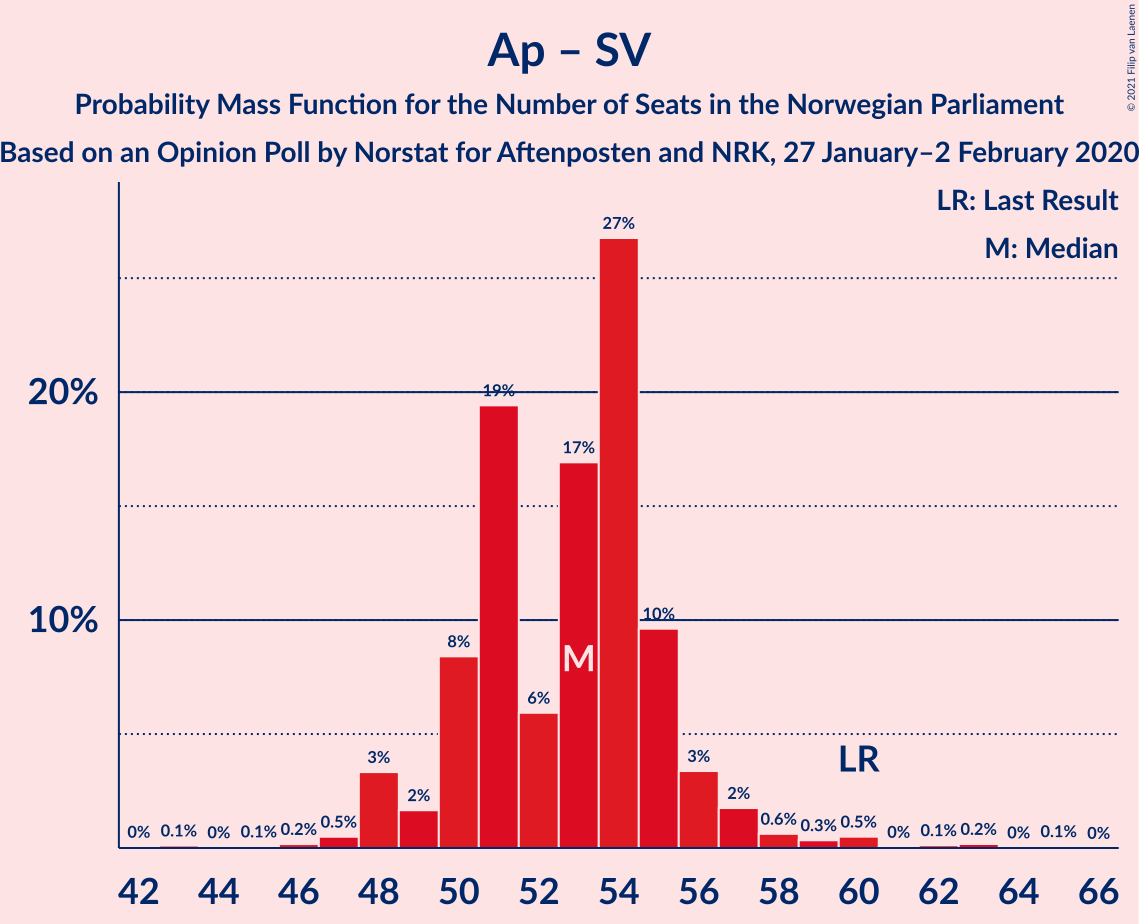 Ap – SV
Probability Mass Function for the Number of Seats in the Norwegian Parliament
Based on an Opinion Poll by Norstat for Aftenposten and NRK, 27 January–2 February 2020
© 2021 Filip van Laenen
LR: Last Result
M: Median
20%
10%
0% 0.1% 0% 0.1% 0.2% 0.5% 3% 2% 8% 19% 6% 17% 27% 10% 3% 2% 0.6% 0.3% 0.5% 0% 0.1% 0.2% 0% 0.1% 0%
M
LR
42 44 46 48 50 52 54 56 58 60 62 64 66